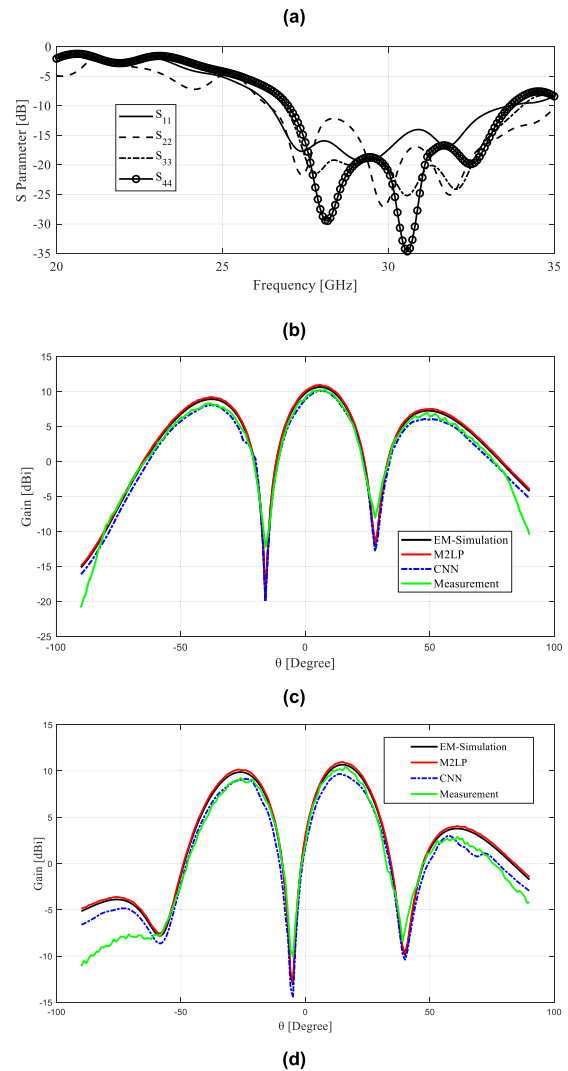 (a)
0
-5
-10
-15
-20
-25
-30
-35
S Parameter [dB]
S11
S22
S33
S44
20
25
30
35
Frequency [GHz]
(b)
15
10
5
0
-5
-10
-15
-20
-25
Gain [dBi]
EM-Simulation
M2LP
CNN
Measurement
-100
-50
0
50
100
θ [Degree]
(c)
15
10
5
0
-5
-10
-15
Gain [dBi]
EM-Simulation
M2LP
CNN
Measurement
-100
-50
0
50
100
θ [Degree]
(d)